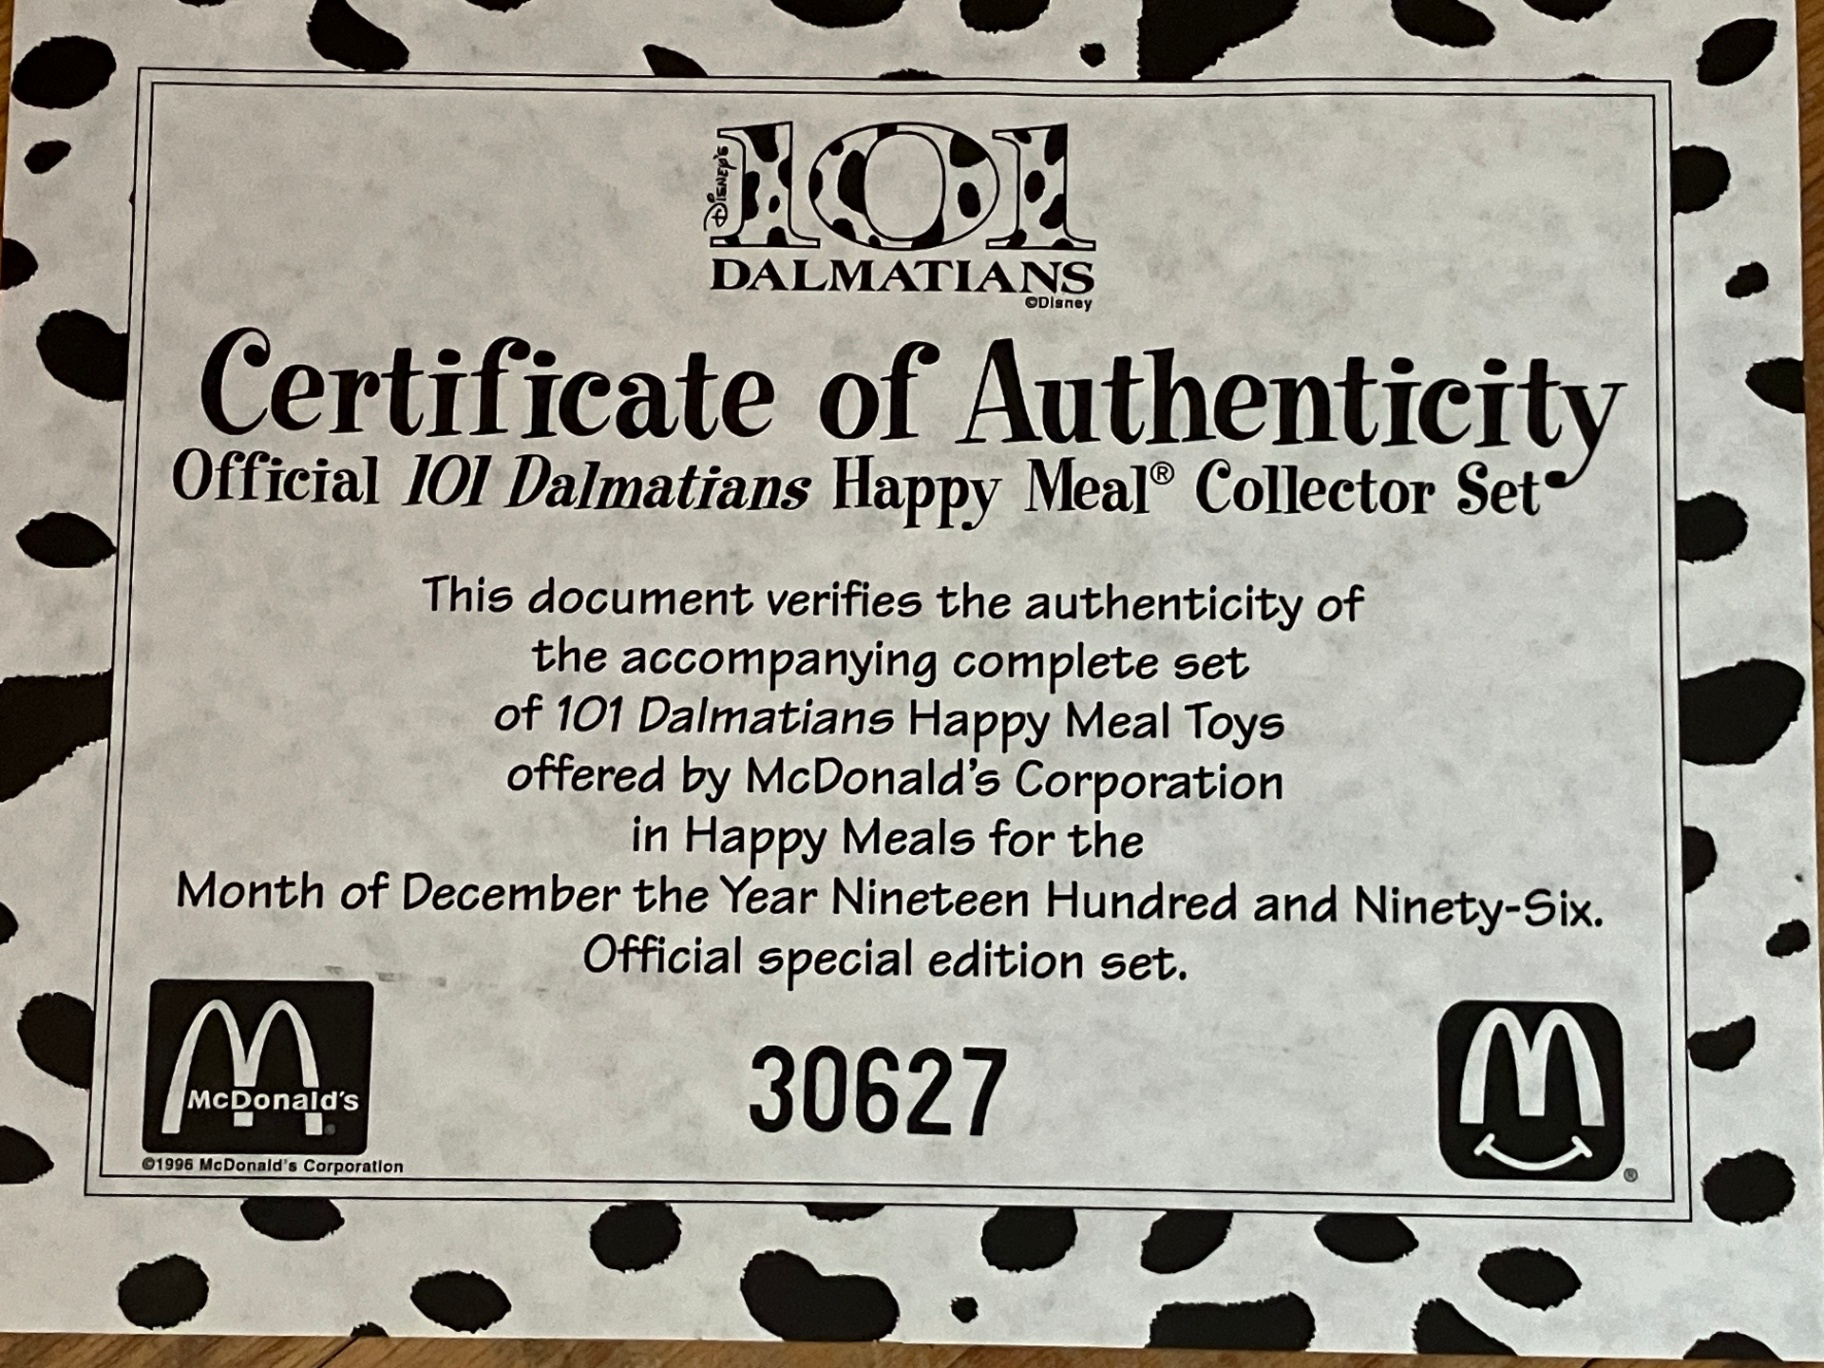 Disney's
101
DALMATIANS
©Disney
Certificate of Authenticity
Official 101 Dalmatians Happy Meal® Collector Set
This document verifies the authenticity of
the accompanying complete set
of 101 Dalmatians Happy Meal Toys
offered by McDonald's Corporation
in Happy Meals for the
Month of December the Year Nineteen Hundred and Ninety-Six.
Official special edition set.
McDonald's
®
©1996 McDonald's Corporation
30627
®